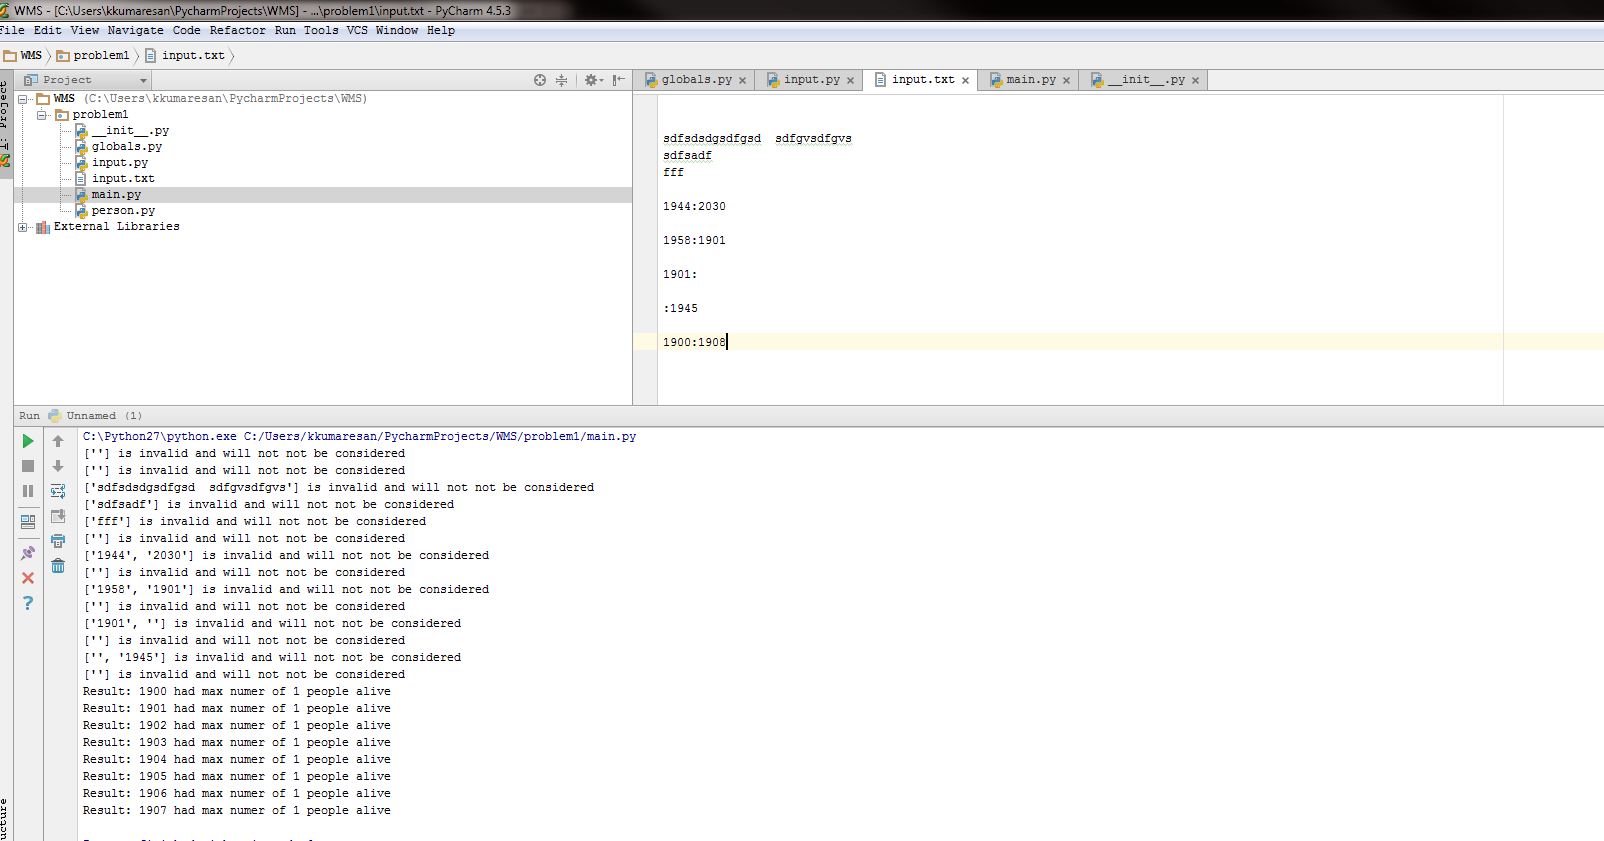 WMS - [C:\Users\kkumaresan\PycharmProjects\WMS] - ...\problem1\input.txt - PyCharm 4.5.3
File Edit View Navigate Code Refactor Run Tools VCS Window Help
WMS problem1 input.txt
Project
globals.py input.py input.txt main.py __init__.py
1: Project
WMS (C:\Users\kkumaresan\PycharmProjects\WMS)
problem1
__init__.py
globals.py
input.py
input.txt
main.py
person.py
External Libraries
sdfsdsdgsdfgsd  sdfgvsdfgvs
sdfsadf
fff
1944:2030
1958:1901
1901:
:1945
1900:1908
Run Unnamed (1)
C:\Python27\python.exe C:/Users/kkumaresan/PycharmProjects/WMS/problem1/main.py
[''] is invalid and will not not be considered
[''] is invalid and will not not be considered
['sdfsdsdgsdfgsd  sdfgvsdfgvs'] is invalid and will not not be considered
['sdfsadf'] is invalid and will not not be considered
['fff'] is invalid and will not not be considered
[''] is invalid and will not not be considered
['1944', '2030'] is invalid and will not not be considered
[''] is invalid and will not not be considered
['1958', '1901'] is invalid and will not not be considered
[''] is invalid and will not not be considered
['1901', ''] is invalid and will not not be considered
[''] is invalid and will not not be considered
['', '1945'] is invalid and will not not be considered
[''] is invalid and will not not be considered
Result: 1900 had max numer of 1 people alive
Result: 1901 had max numer of 1 people alive
Result: 1902 had max numer of 1 people alive
Result: 1903 had max numer of 1 people alive
Result: 1904 had max numer of 1 people alive
Result: 1905 had max numer of 1 people alive
Result: 1906 had max numer of 1 people alive
Result: 1907 had max numer of 1 people alive
ucture